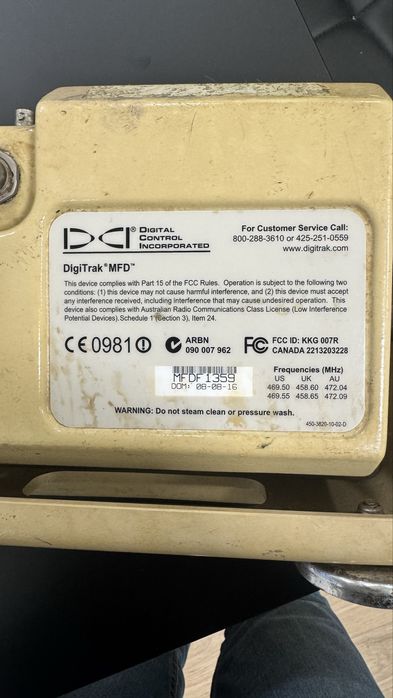 DCI® DIGITAL
CONTROL
INCORPORATED
For Customer Service Call:
800-288-3610 or 425-251-0559
www.digitrak.com
DigiTrak® MFD™
This device complies with Part 15 of the FCC Rules. Operation is subject to the following two
conditions: (1) this device may not cause harmful interference, and (2) this device must accept
any interference received, including interference that may cause undesired operation. This
device also complies with Australian Radio Communications Class License (Low Interference
Potential Devices).Schedule 1 (Section 3), Item 24.
CE 0981
ARBN
090 007 962
FC FCC ID: KKG 007R
CANADA 2213203228
MFDF1359
DOM: 08-08-16
Frequencies (MHz)
US UK AU
469.50 458.60 472.04
469.55 458.65 472.09
WARNING: Do not steam clean or pressure wash.
450-3820-10-02-D